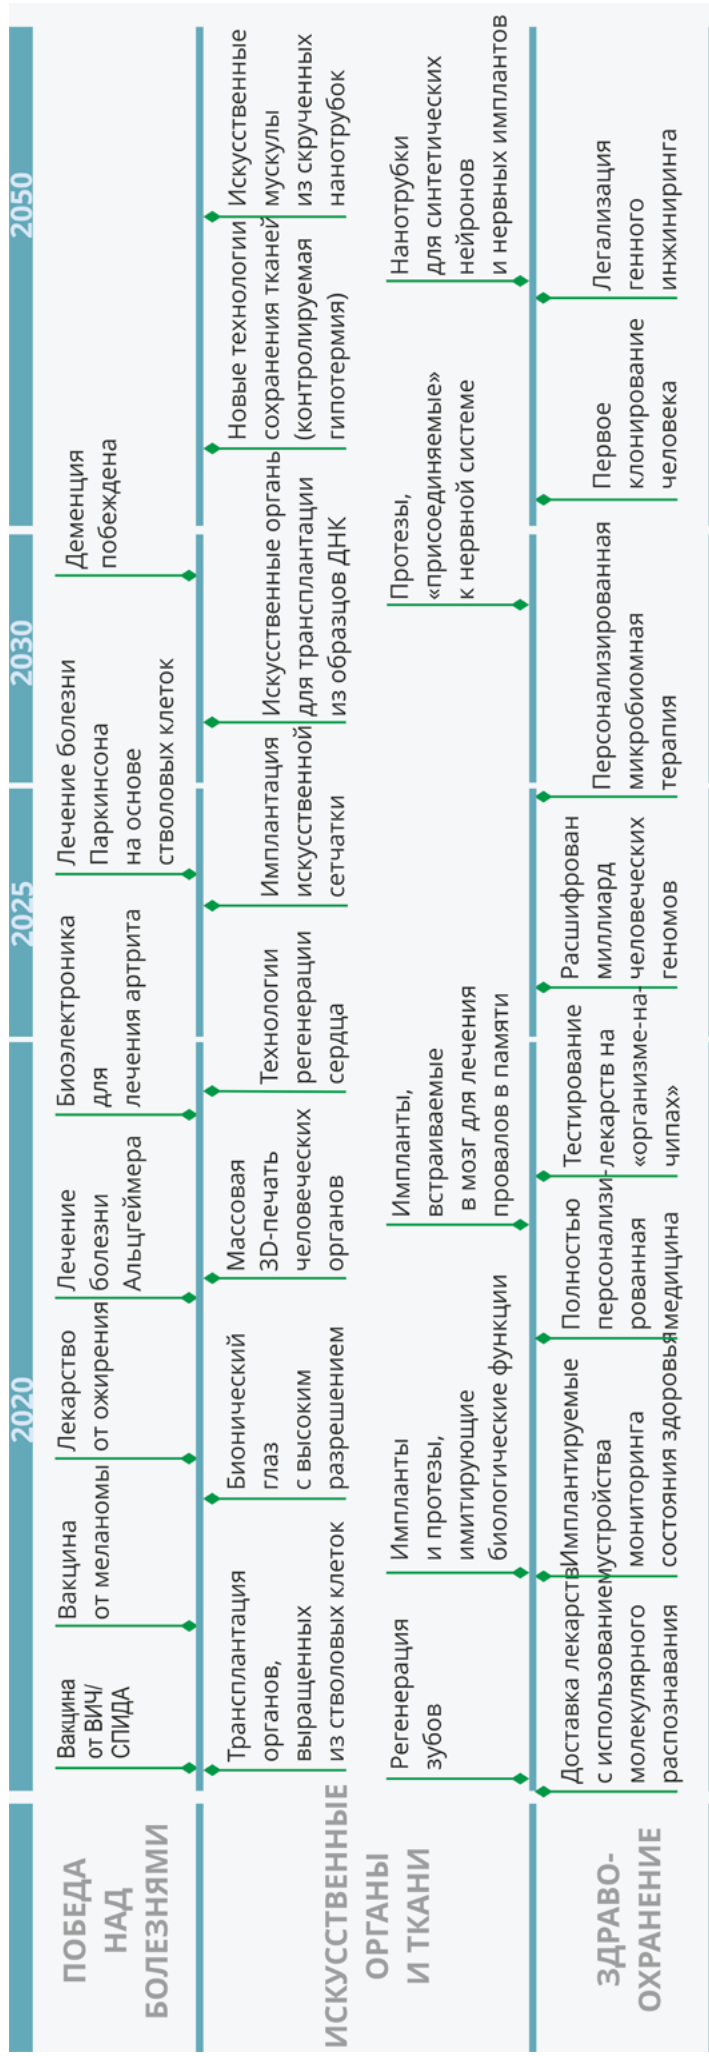 2020
2025
2030
2050
ПОБЕДА
НАД
БОЛЕЗНЯМИ
Вакцина
от ВИЧ/
СПИДА
Вакцина
от меланомы
Лекарство
от ожирения
Лечение
болезни
Альцгеймера
Биоэлектроника
для
лечения артрита
Лечение болезни
Паркинсона
на основе
стволовых клеток
Деменция
побеждена
ИСКУССТВЕННЫЕ
ОРГАНЫ
И ТКАНИ
Трансплантация
органов,
выращенных
из стволовых клеток
Бионический
глаз
с высоким
разрешением
Массовая
3D-печать
человеческих
органов
Технологии
регенерации
сердца
Имплантация
искусственной
сетчатки
Искусственные органы
для трансплантации
из образцов ДНК
Новые технологии
сохранения тканей
(контролируемая
гипотермия)
Искусственные
мускулы
из скрученных
нанотрубок
Регенерация
зубов
Импланты
и протезы,
имитирующие
биологические функции
Импланты,
встраиваемые
в мозг для лечения
провалов в памяти
Протезы,
«присоединяемые»
к нервной системе
Нанотрубки
для синтетических
нейронов
и нервных имплантов
ЗДРАВО-
ОХРАНЕНИЕ
Доставка лекарств
с использованием
молекулярного
распознавания
Имплантируемые
устройства
мониторинга
состояния здоровья
Полностью
персонализи-
рованная
медицина
Тестирование
лекарств на
«организме-на-
чипах»
Расшифрован
миллиард
человеческих
геномов
Персонализированная
микробиомная
терапия
Первое
клонирование
человека
Легализация
генного
инжиниринга